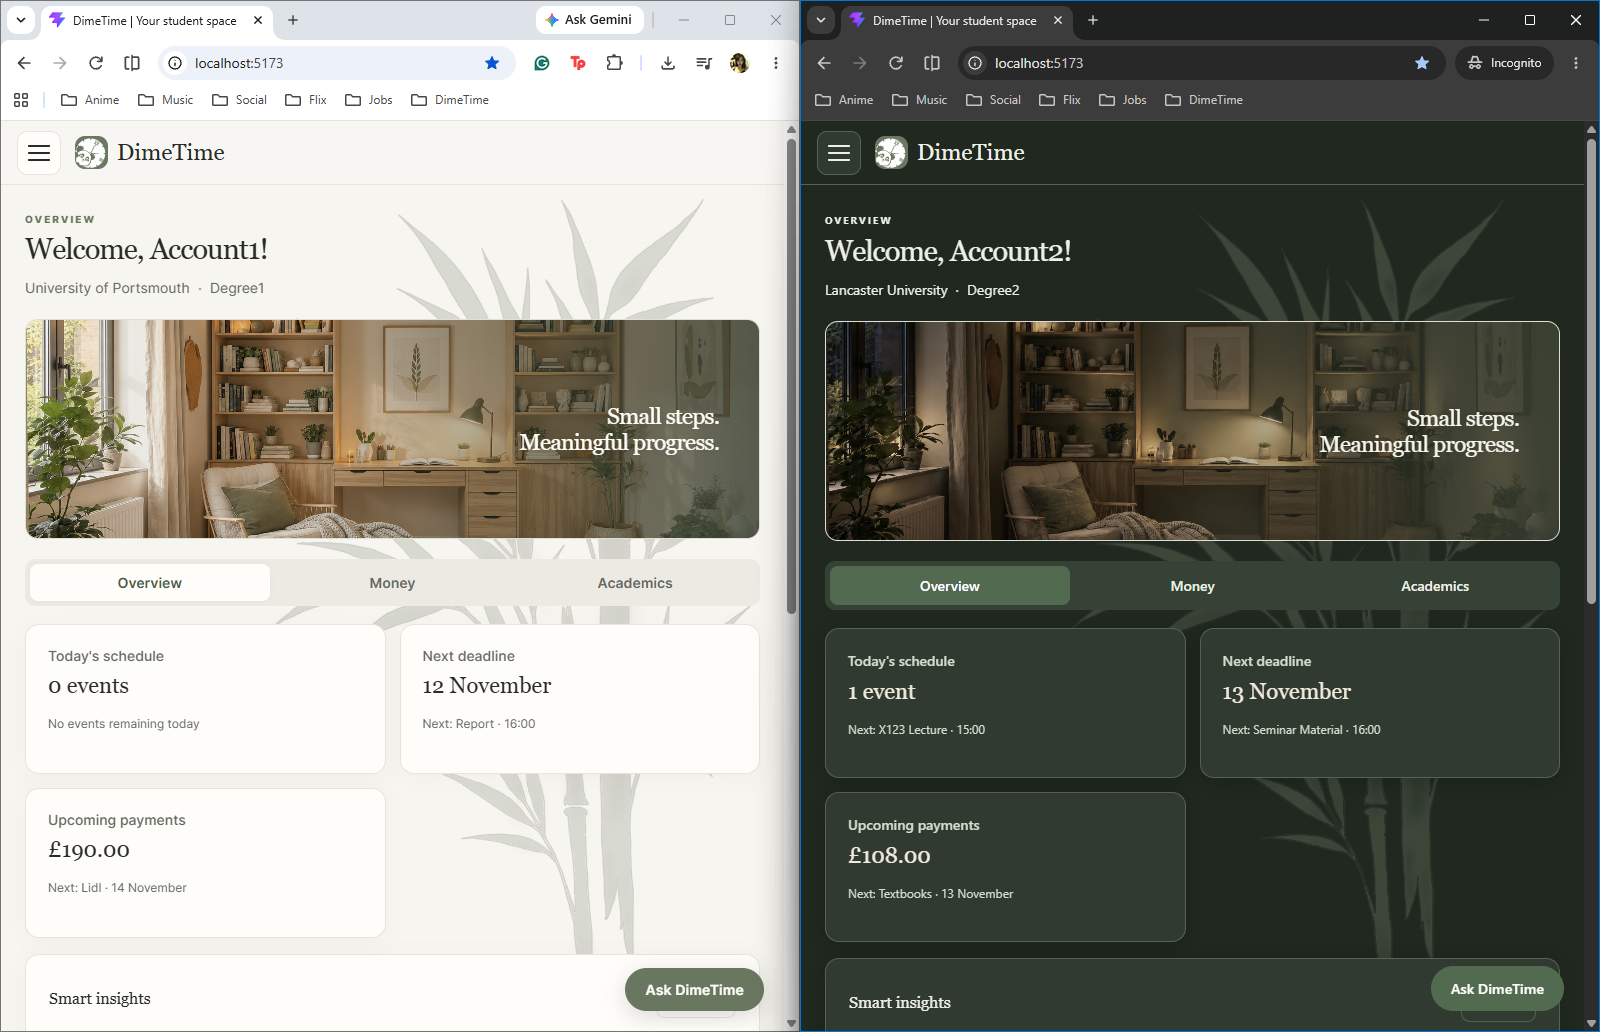 DimeTime | Your student space
Ask Gemini
localhost:5173
Anime
Music
Social
Flix
Jobs
DimeTime
DimeTime
OVERVIEW
Welcome, Account1!
University of Portsmouth · Degree1
Small steps.
Meaningful progress.
Overview
Money
Academics
Today's schedule
0 events
No events remaining today
Next deadline
12 November
Next: Report · 16:00
Upcoming payments
£190.00
Next: Lidl · 14 November
Smart insights
Ask DimeTime
DimeTime | Your student space
localhost:5173
Incognito
Anime
Music
Social
Flix
Jobs
DimeTime
DimeTime
OVERVIEW
Welcome, Account2!
Lancaster University · Degree2
Small steps.
Meaningful progress.
Overview
Money
Academics
Today's schedule
1 event
Next: X123 Lecture · 15:00
Next deadline
13 November
Next: Seminar Material · 16:00
Upcoming payments
£108.00
Next: Textbooks · 13 November
Smart insights
Ask DimeTime